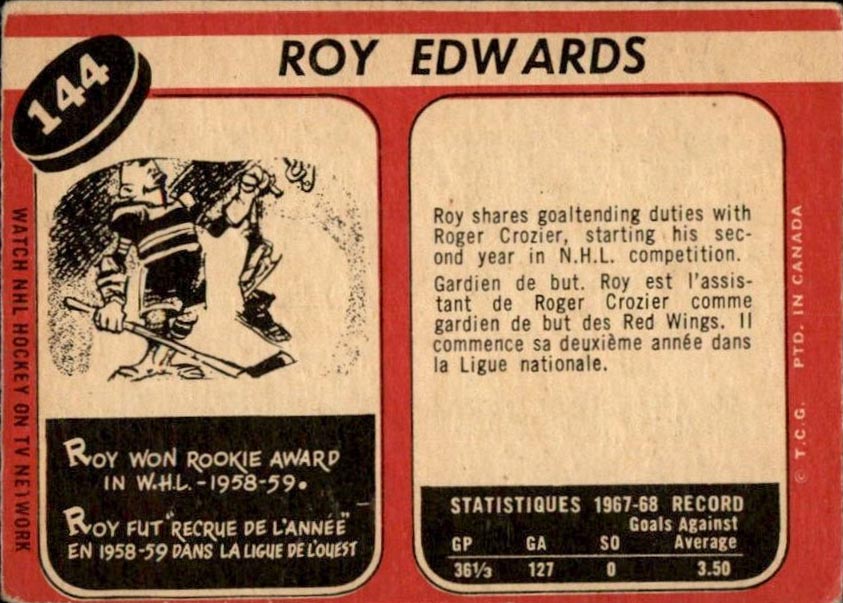 144
ROY EDWARDS
WATCH NHL HOCKEY ON TV NETWORK
ROY WON ROOKIE AWARD
IN W.H.L. - 1958-59.
ROY FUT "RECRUE DE L'ANNÉE"
EN 1958-59 DANS LA LIGUE DE L'OUEST
Roy shares goaltending duties with
Roger Crozier, starting his sec-
ond year in N.H.L. competition.
Gardien de but. Roy est l'assis-
tant de Roger Crozier comme
gardien de but des Red Wings. Il
commence sa deuxième année dans
la Ligue nationale.
STATISTIQUES 1967-68 RECORD
Goals Against
GP GA SO Average
36⅓ 127 0 3.50
© T.C.G. PTD. IN CANADA